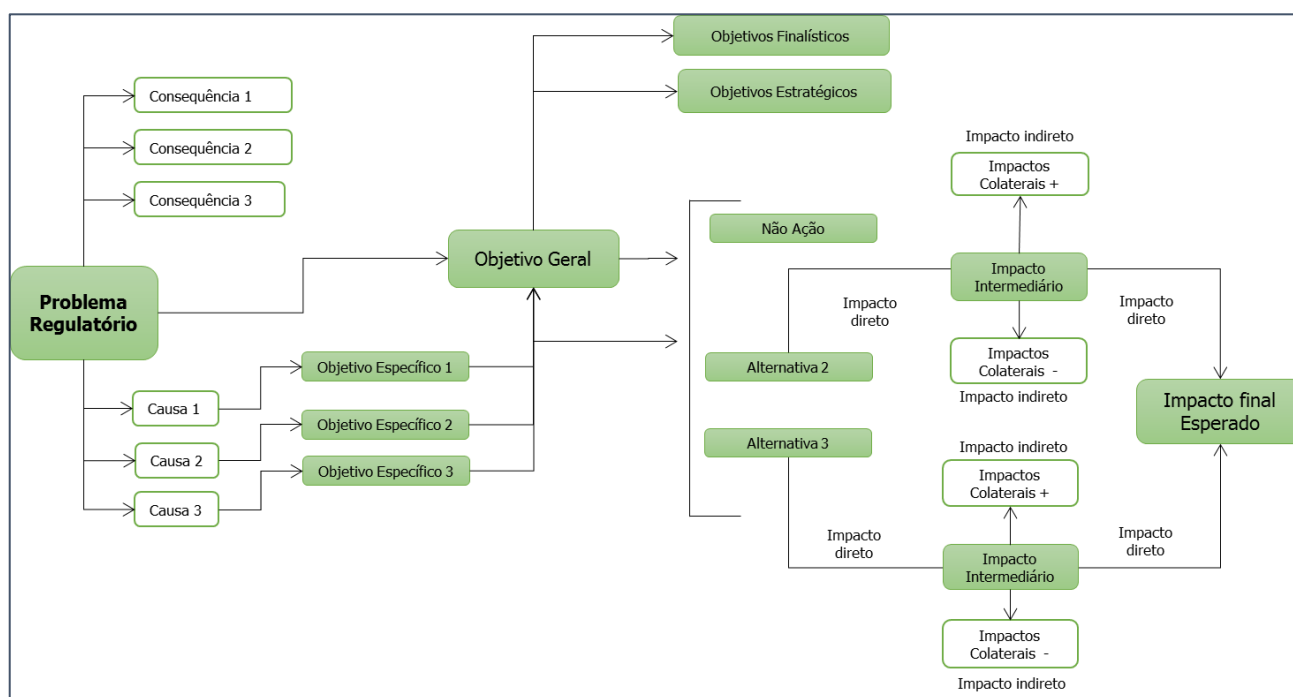 Objetivos Finalísticos
Objetivos Estratégicos
Consequência 1
Consequência 2
Consequência 3
Problema
Regulatório
Causa 1
Causa 2
Causa 3
Objetivo Específico 1
Objetivo Específico 2
Objetivo Específico 3
Objetivo Geral
Não Ação
Alternativa 2
Alternativa 3
Impacto indireto
Impactos
Colaterais +
Impacto
direto
Impacto
Intermediário
Impacto
direto
Impactos
Colaterais -
Impacto indireto
Impacto final
Esperado
Impacto indireto
Impactos
Colaterais +
Impacto
direto
Impacto
Intermediário
Impacto
direto
Impactos
Colaterais -
Impacto indireto